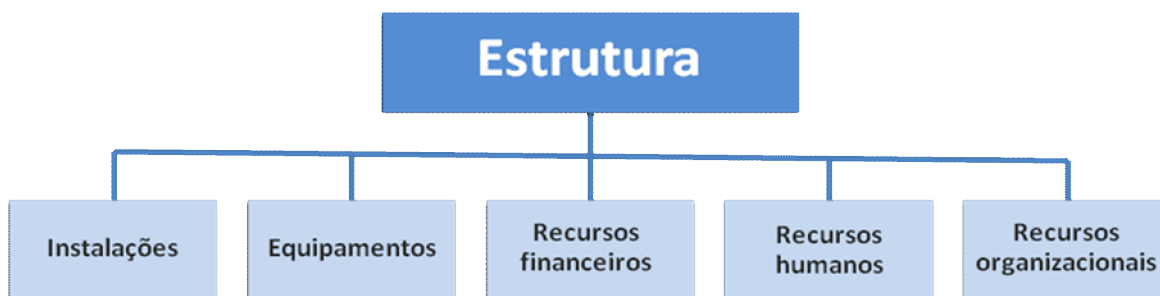 Estrutura
Instalações
Equipamentos
Recursos
financeiros
Recursos
humanos
Recursos
organizacionais